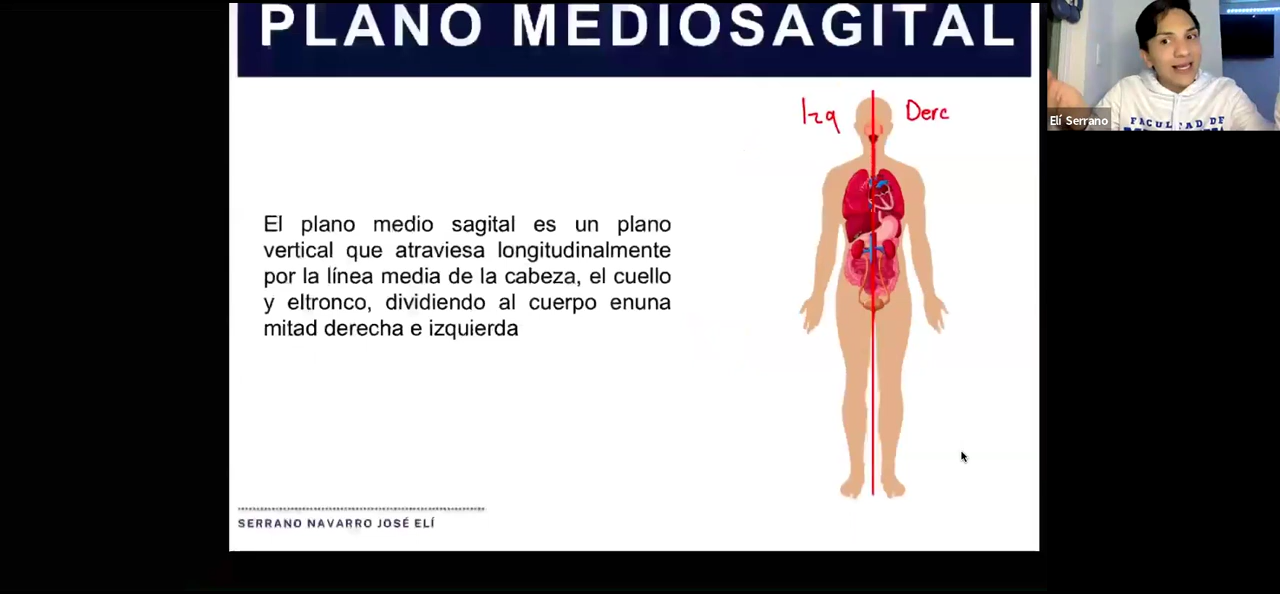 PLANO MEDIOSAGITAL
Izq
Derc
El plano medio sagital es un plano
vertical que atraviesa longitudinalmente
por la línea media de la cabeza, el cuello
y eltronco, dividiendo al cuerpo enuna
mitad derecha e izquierda
SERRANO NAVARRO JOSÉ ELÍ
Elí Serrano
FACULTAD DE